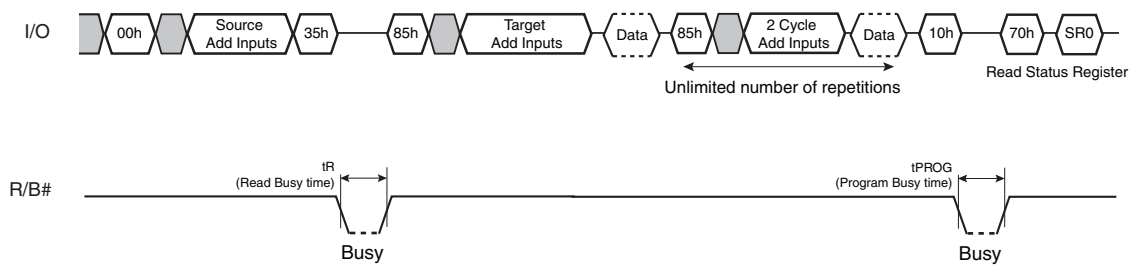 I/O
00h
Source
Add Inputs
35h
85h
Target
Add Inputs
Data
85h
2 Cycle
Add Inputs
Data
10h
70h
SR0
Unlimited number of repetitions
Read Status Register
R/B#
tR
(Read Busy time)
Busy
tPROG
(Program Busy time)
Busy